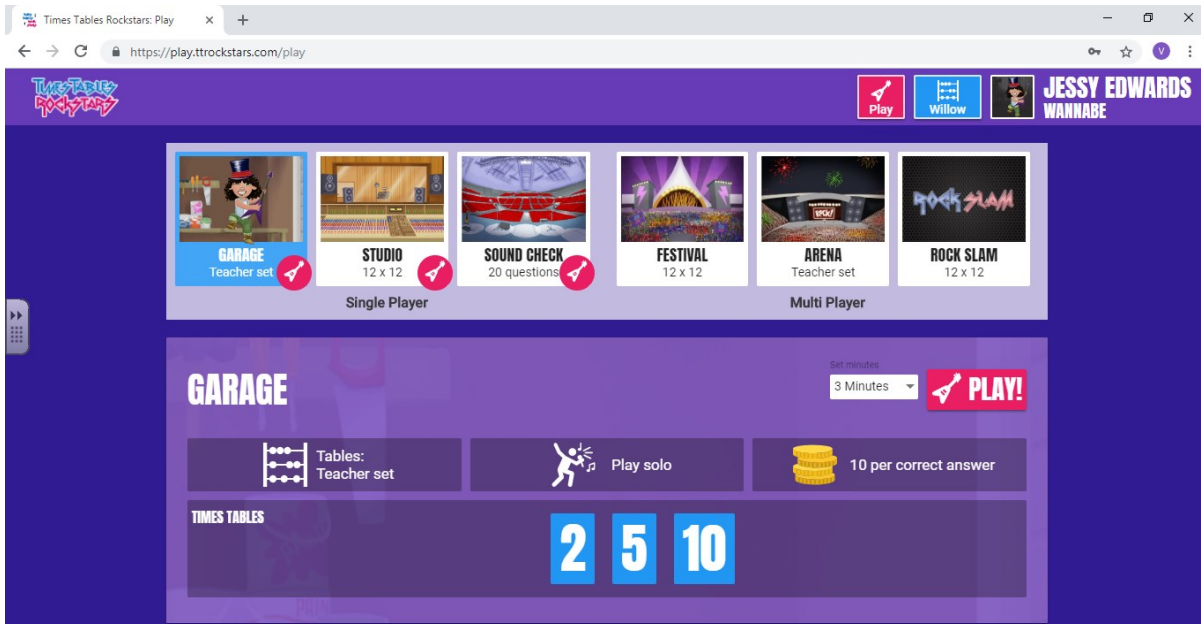 Times Tables Rockstars: Play
https://play.ttrockstars.com/play
V
TIMES TABLES
ROCKSTARS
Play
Willow
JESSY EDWARDS
WANNABE
GARAGE
Teacher set
STUDIO
12 x 12
SOUND CHECK
20 questions
FESTIVAL
12 x 12
ROCK!
ARENA
Teacher set
ROCK SLAM
ROCK SLAM
12 x 12
Single Player
Multi Player
GARAGE
Set minutes
3 Minutes
PLAY!
Tables:
Teacher set
Play solo
10 per correct answer
TIMES TABLES
2 5 10